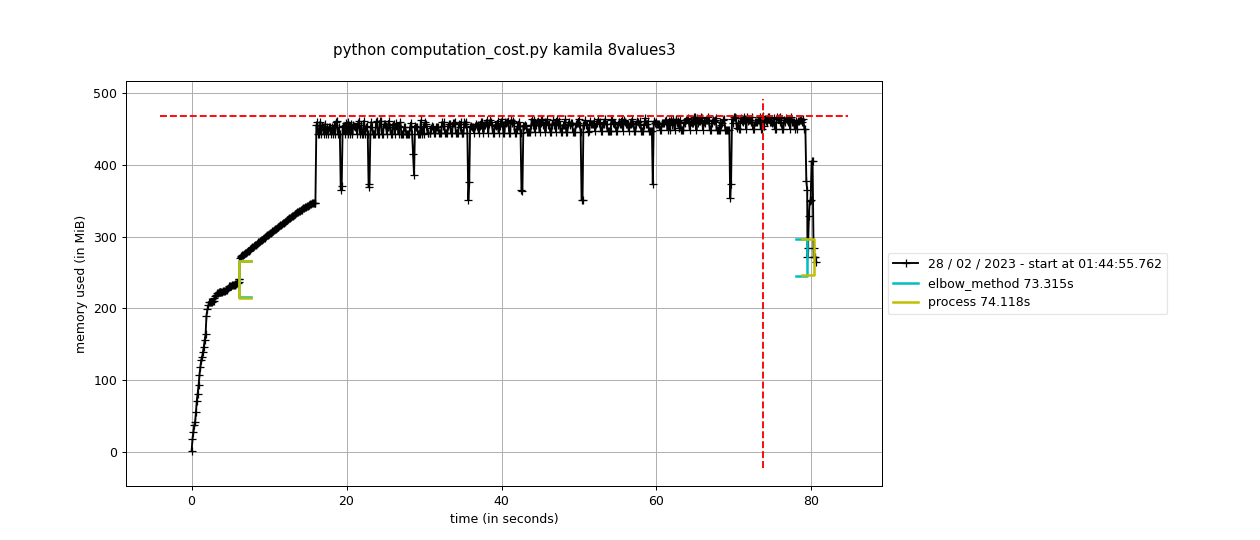 python computation_cost.py kamila 8values3
memory used (in MiB)
500
400
300
200
100
0
0 20 40 60 80
time (in seconds)
28 / 02 / 2023 - start at 01:44:55.762
elbow_method 73.315s
process 74.118s